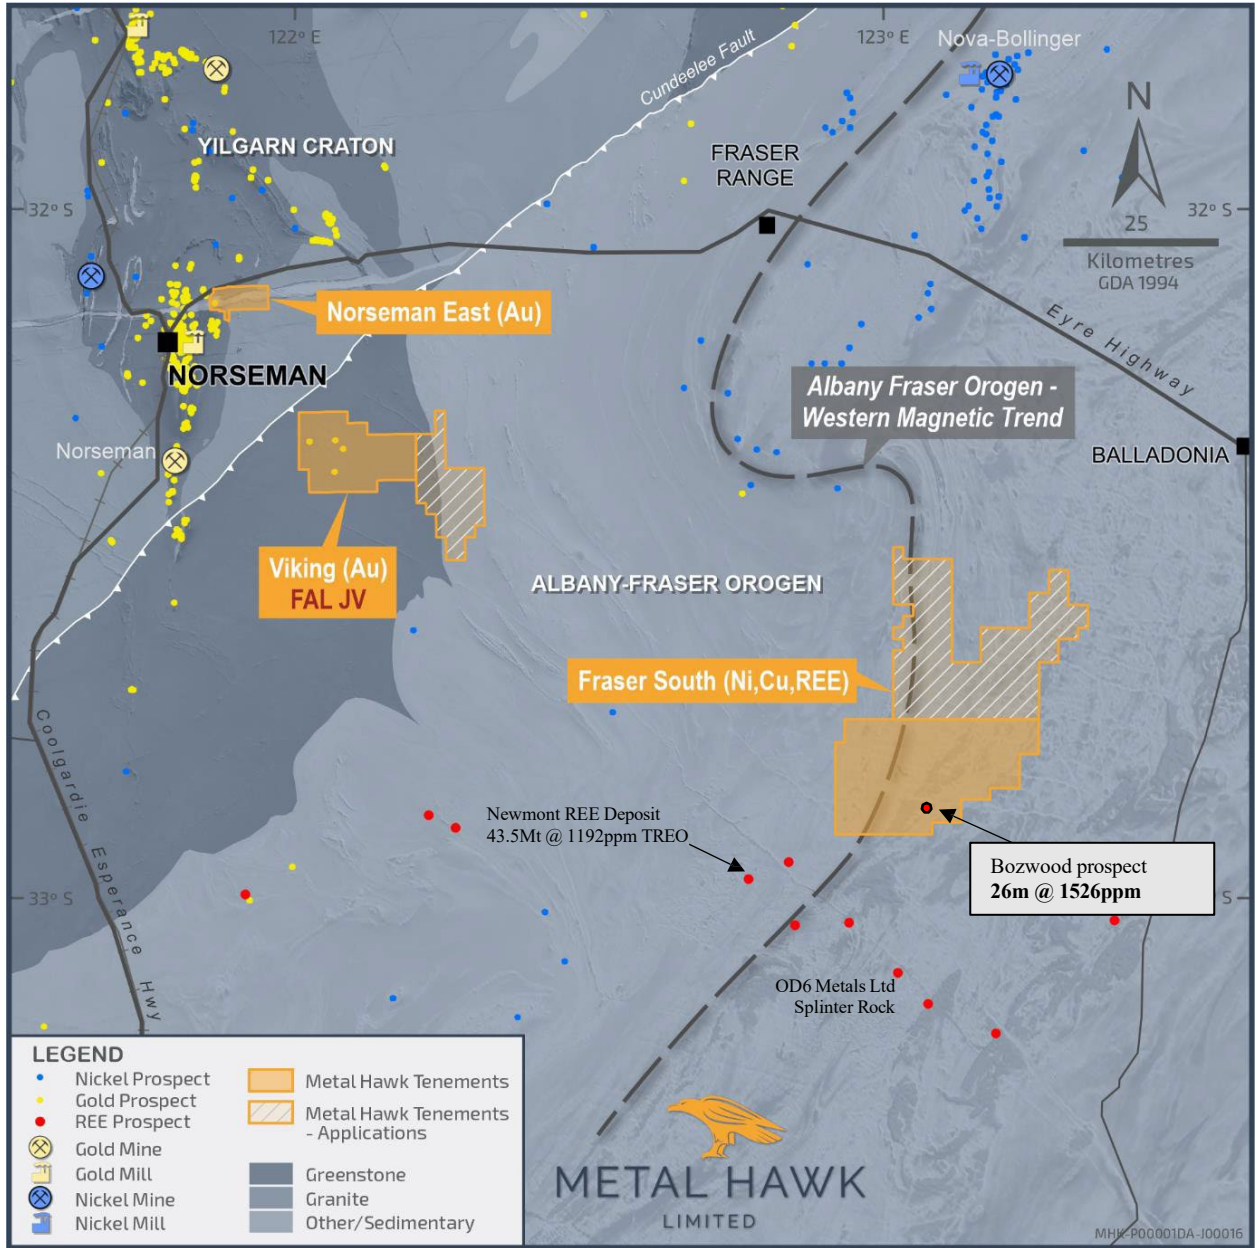 122° E
123° E
Nova-Bollinger
Cundeelee Fault
N
YILGARN CRATON
FRASER
RANGE
32° S
32° S
25
Kilometres
GDA 1994
Norseman East (Au)
Eyre Highway
NORSEMAN
Albany Fraser Orogen -
Western Magnetic Trend
Norseman
BALLADONIA
Viking (Au)
FAL JV
ALBANY-FRASER OROGEN
Fraser South (Ni,Cu,REE)
Coolgardie Esperance Hwy
Newmont REE Deposit
43.5Mt @ 1192ppm TREO
Bozwood prospect
26m @ 1526ppm
33° S
S
OD6 Metals Ltd
Splinter Rock
LEGEND
Nickel Prospect
Gold Prospect
REE Prospect
Gold Mine
Gold Mill
Nickel Mine
Nickel Mill
Metal Hawk Tenements
Metal Hawk Tenements
- Applications
Greenstone
Granite
Other/Sedimentary
METAL HAWK
LIMITED
MHK-P00001DA-J00016